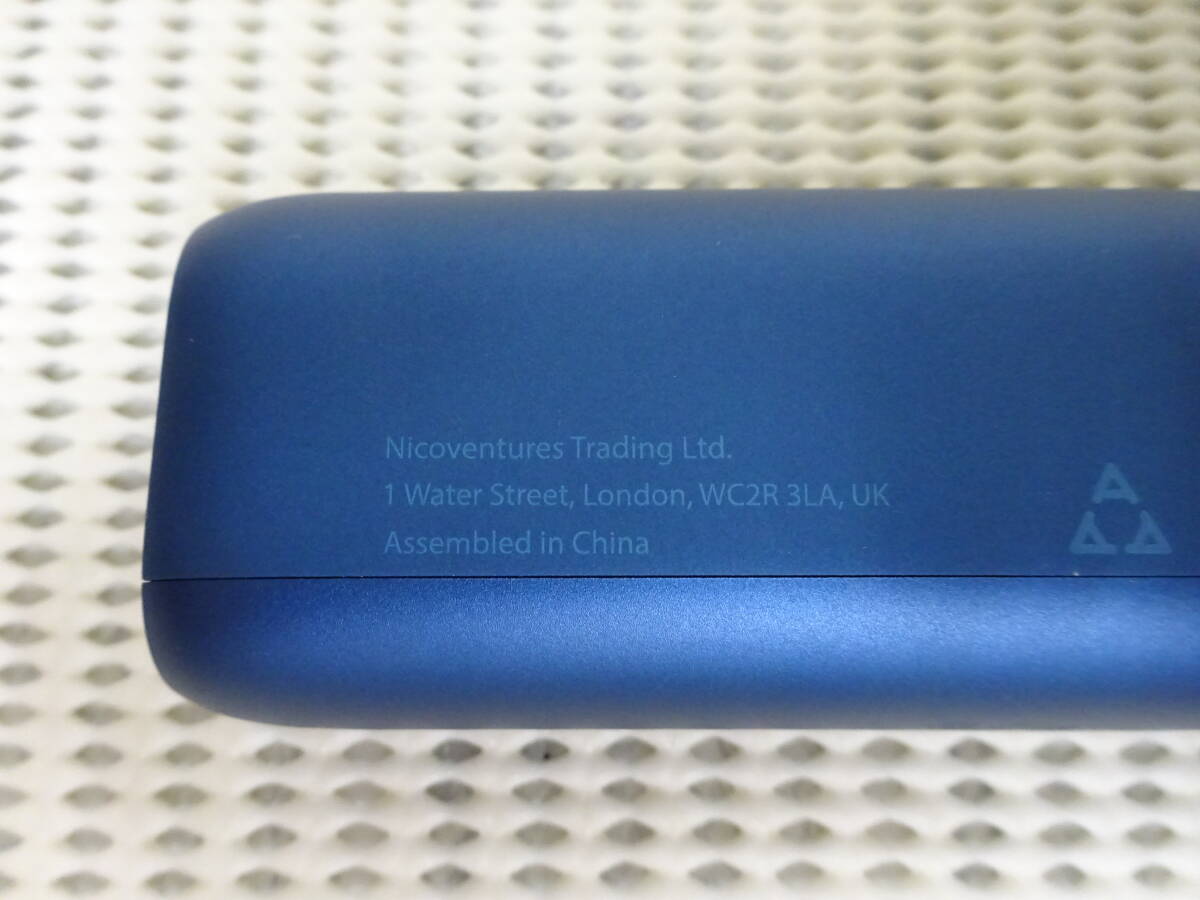 Nicoventures Trading Ltd.
1 Water Street, London, WC2R 3LA, UK
Assembled in China